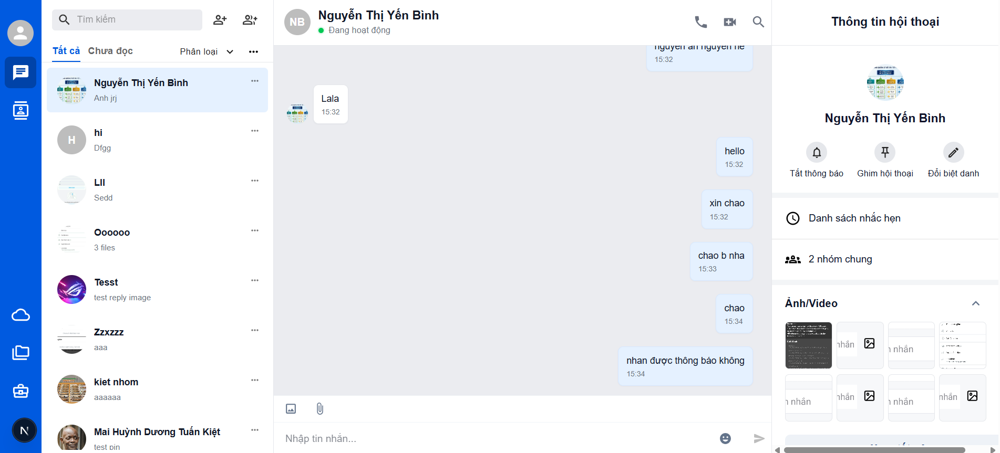 Tìm kiếm
Tất cả
Chưa đọc
Phân loại
Nguyễn Thị Yến Bình
Anh jrj
H
hi
Dfgg
Lll
Sedd
Oooooo
3 files
Tesst
test reply image
Zzxzzz
aaa
kiet nhom
aaaaaa
Mai Huỳnh Dương Tuấn Kiệt
test pin
N
NB
Nguyễn Thị Yến Bình
Đang hoạt động
nguyen an nguyen ne
15:32
Lala
15:32
hello
15:32
xin chao
15:32
chao b nha
15:33
chao
15:34
nhan được thông báo không
15:34
Nhập tin nhắn...
Thông tin hội thoại
Nguyễn Thị Yến Bình
Tắt thông báo
Ghim hội thoại
Đổi biệt danh
Danh sách nhắc hẹn
2 nhóm chung
Ảnh/Video
nhắn
n nhắn
n nhắn
nhắn
n nhắn
nhắn